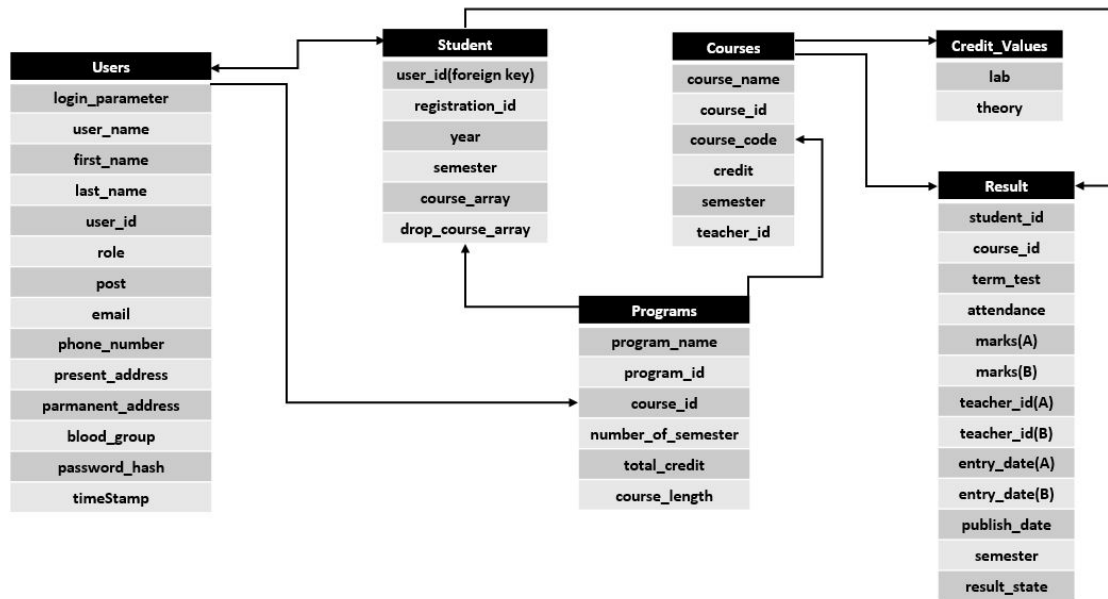 Users
login_parameter
user_name
first_name
last_name
user_id
role
post
email
phone_number
present_address
parmanent_address
blood_group
password_hash
timeStamp
Student
user_id(foreign key)
registration_id
year
semester
course_array
drop_course_array
Programs
program_name
program_id
course_id
number_of_semester
total_credit
course_length
Courses
course_name
course_id
course_code
credit
semester
teacher_id
Credit_Values
lab
theory
Result
student_id
course_id
term_test
attendance
marks(A)
marks(B)
teacher_id(A)
teacher_id(B)
entry_date(A)
entry_date(B)
publish_date
semester
result_state